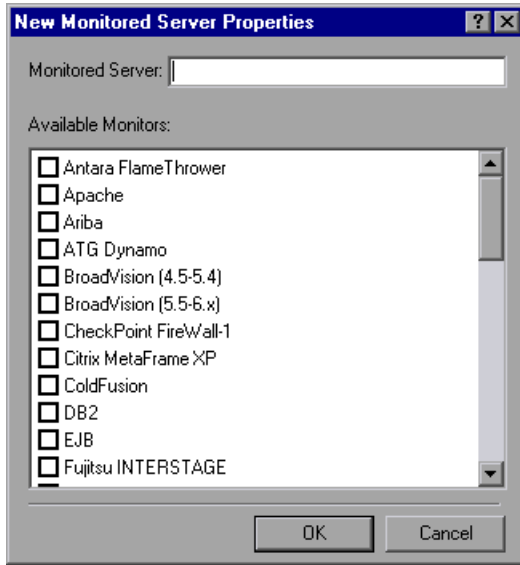 New Monitored Server Properties
?
Monitored Server:
Available Monitors:
Antara FlameThrower
Apache
Ariba
ATG Dynamo
BroadVision (4.5-5.4)
BroadVision (5.5-6.x)
CheckPoint FireWall-1
Citrix MetaFrame XP
ColdFusion
DB2
EJB
Fujitsu INTERSTAGE
OK Cancel